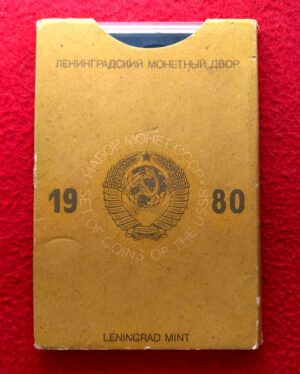 ЛЕНИНГРАДСКИЙ МОНЕТНЫЙ ДВОР
НАБОР МОНЕТ СССР
19 80
SET OF COINS OF THE USSR
LENINGRAD MINT